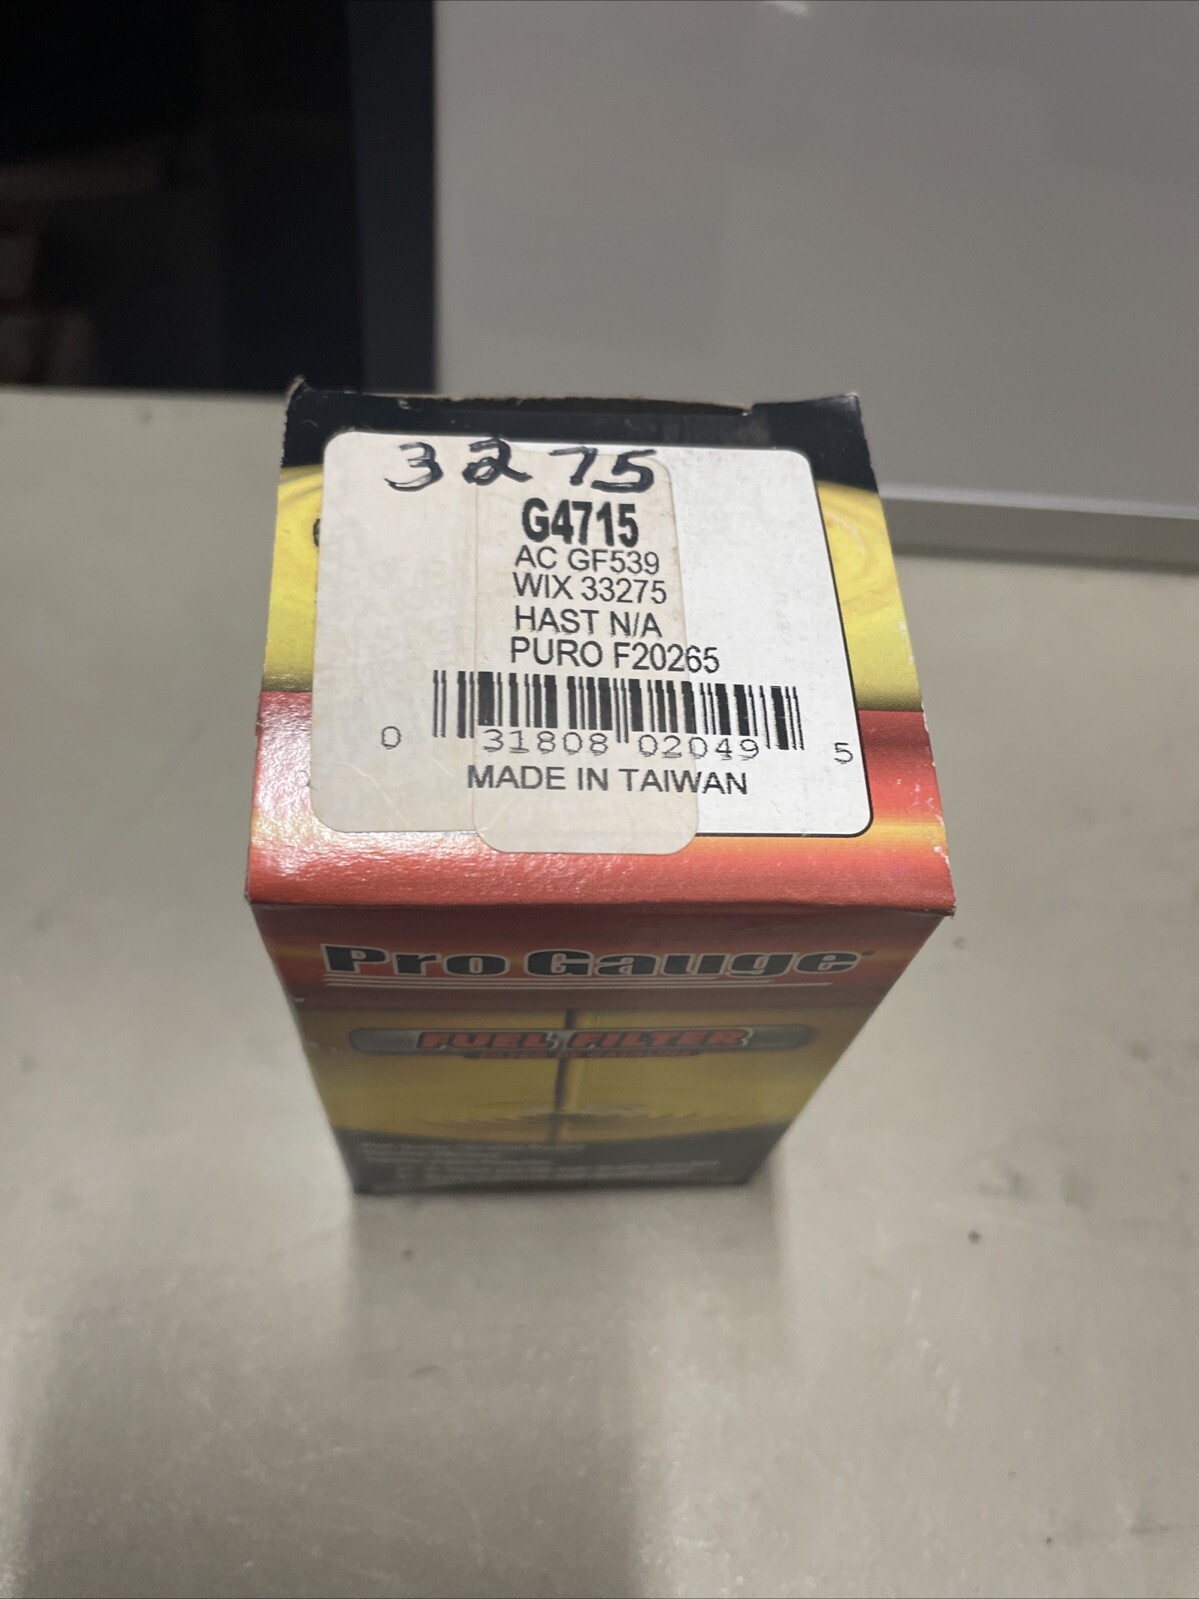 3275
G4715
AC GF539
WIX 33275
HAST N/A
PURO F20265
0 31808 02049 5
MADE IN TAIWAN
Pro Gauge
FUEL FILTER